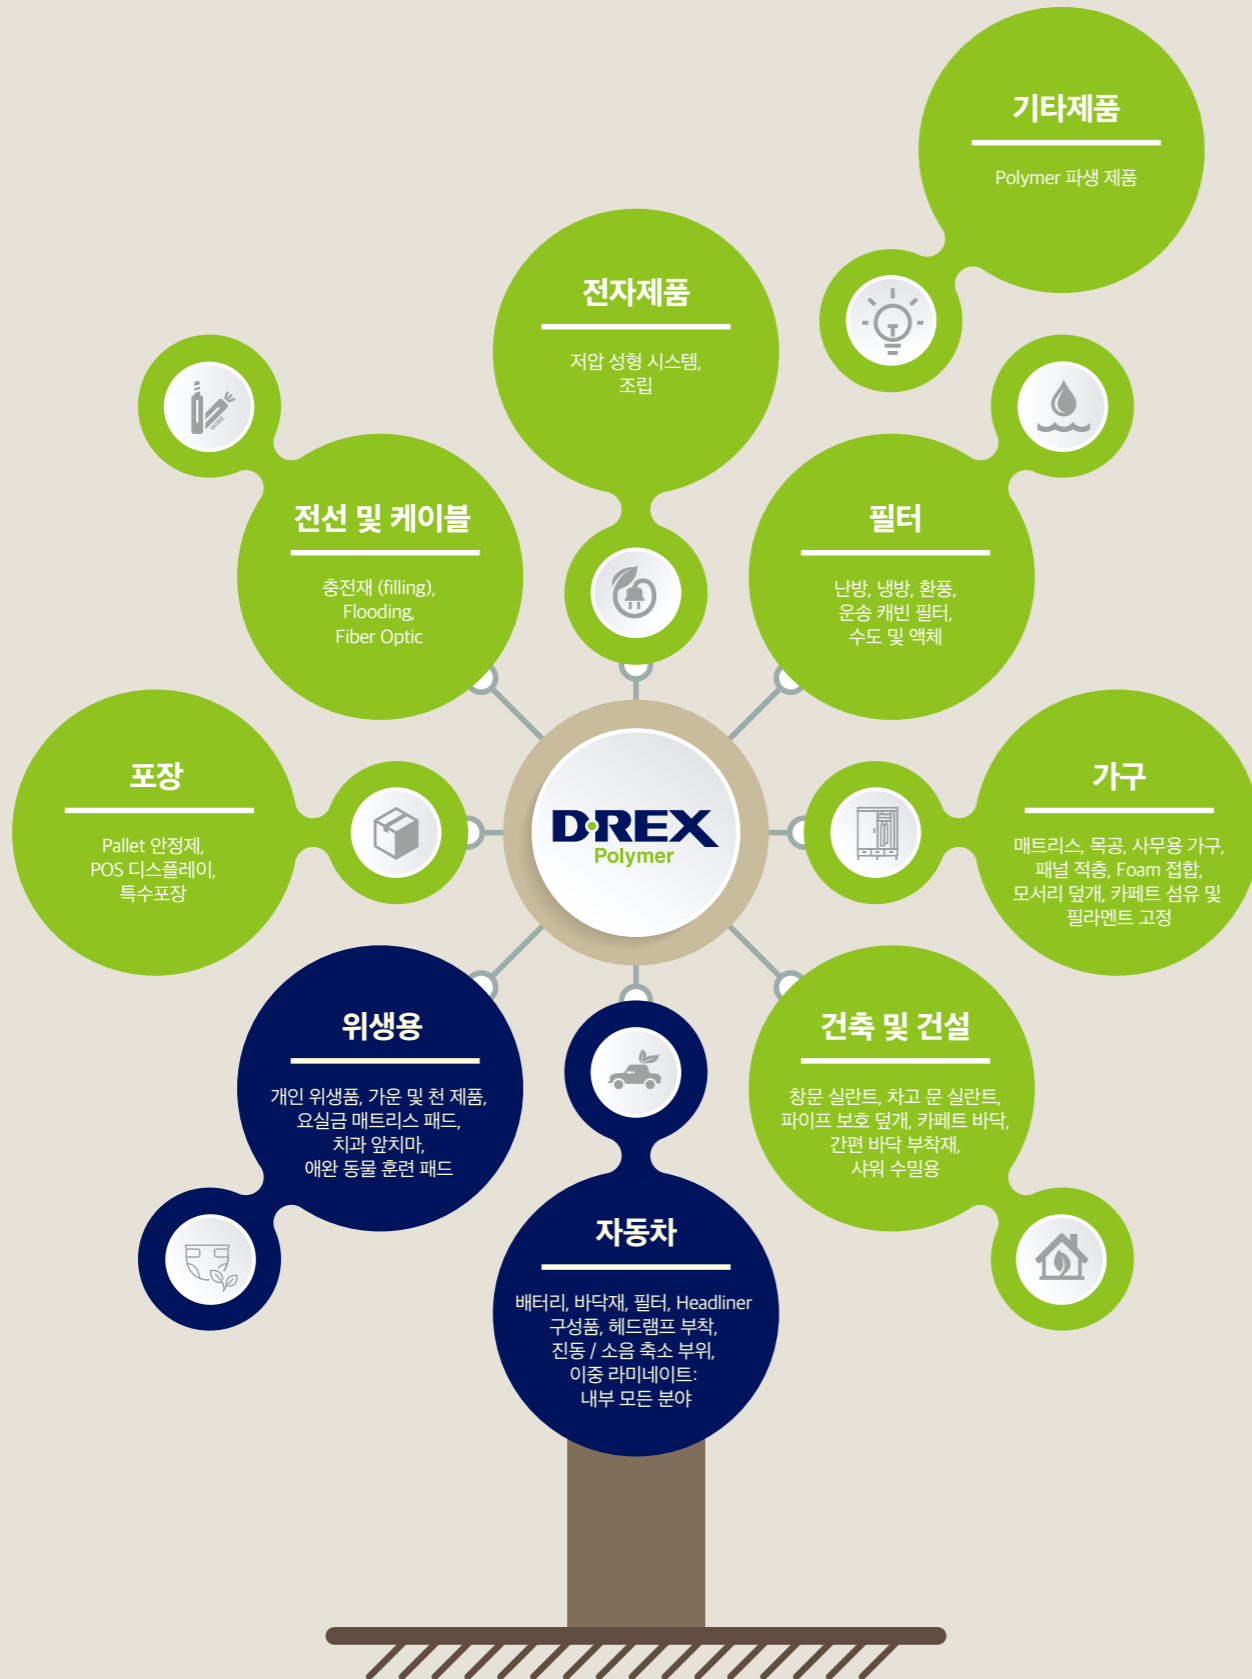 기타제품
Polymer 파생 제품
전자제품
저압 성형 시스템,
조립
전선 및 케이블
충전재 (filling),
Flooding,
Fiber Optic
WIRE
필터
난방, 냉방, 환풍,
운송 캐빈 필터,
수도 및 액체
포장
Pallet 안정제,
POS 디스플레이,
특수포장
D·REX
Polymer
가구
매트리스, 목공, 사무용 가구,
패널 적층, Foam 접합,
모서리 덮개, 카페트 섬유 및
필라멘트 고정
위생용
개인 위생품, 가운 및 천 제품,
요실금 매트리스 패드,
치과 앞치마,
애완 동물 훈련 패드
자동차
배터리, 바닥재, 필터, Headliner
구성품, 헤드램프 부착,
진동 / 소음 축소 부위,
이중 라미네이트:
내부 모든 분야
건축 및 건설
창문 실란트, 차고 문 실란트,
파이프 보호 덮개, 카페트 바닥,
간편 바닥 부착재,
샤워 수밀용